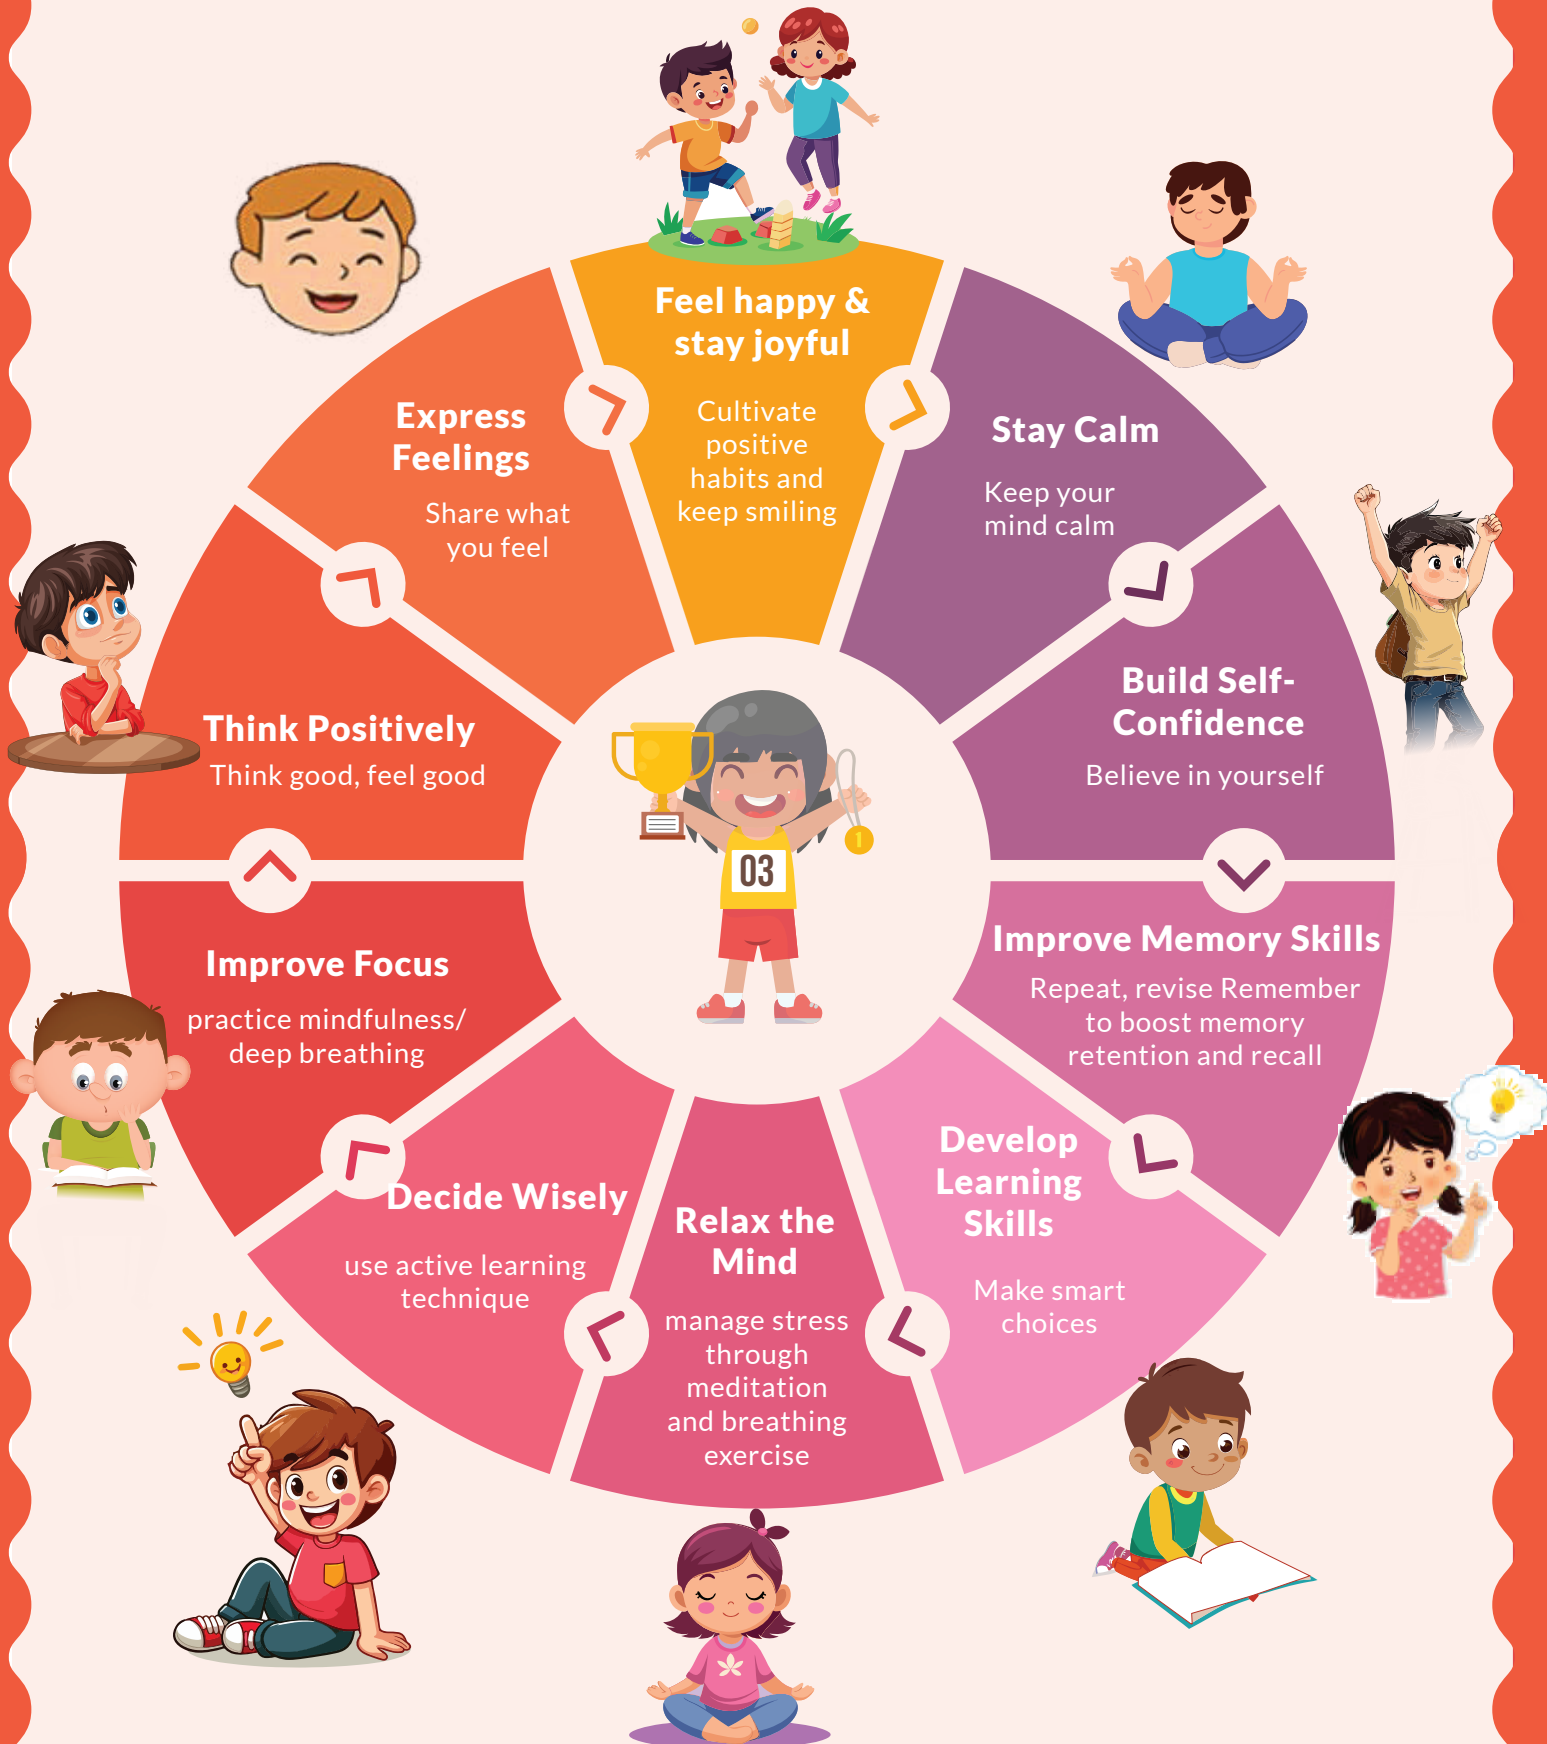 Feel happy &
stay joyful
Cultivate
positive
habits and
keep smiling
Stay Calm
Keep your
mind calm
Build Self-
Confidence
Believe in yourself
Improve Memory Skills
Repeat, revise Remember
to boost memory
retention and recall
Develop
Learning
Skills
Make smart
choices
Relax the
Mind
manage stress
through
meditation
and breathing
exercise
Decide Wisely
use active learning
technique
Improve Focus
practice mindfulness/
deep breathing
Think Positively
Think good, feel good
Express
Feelings
Share what
you feel
03
1